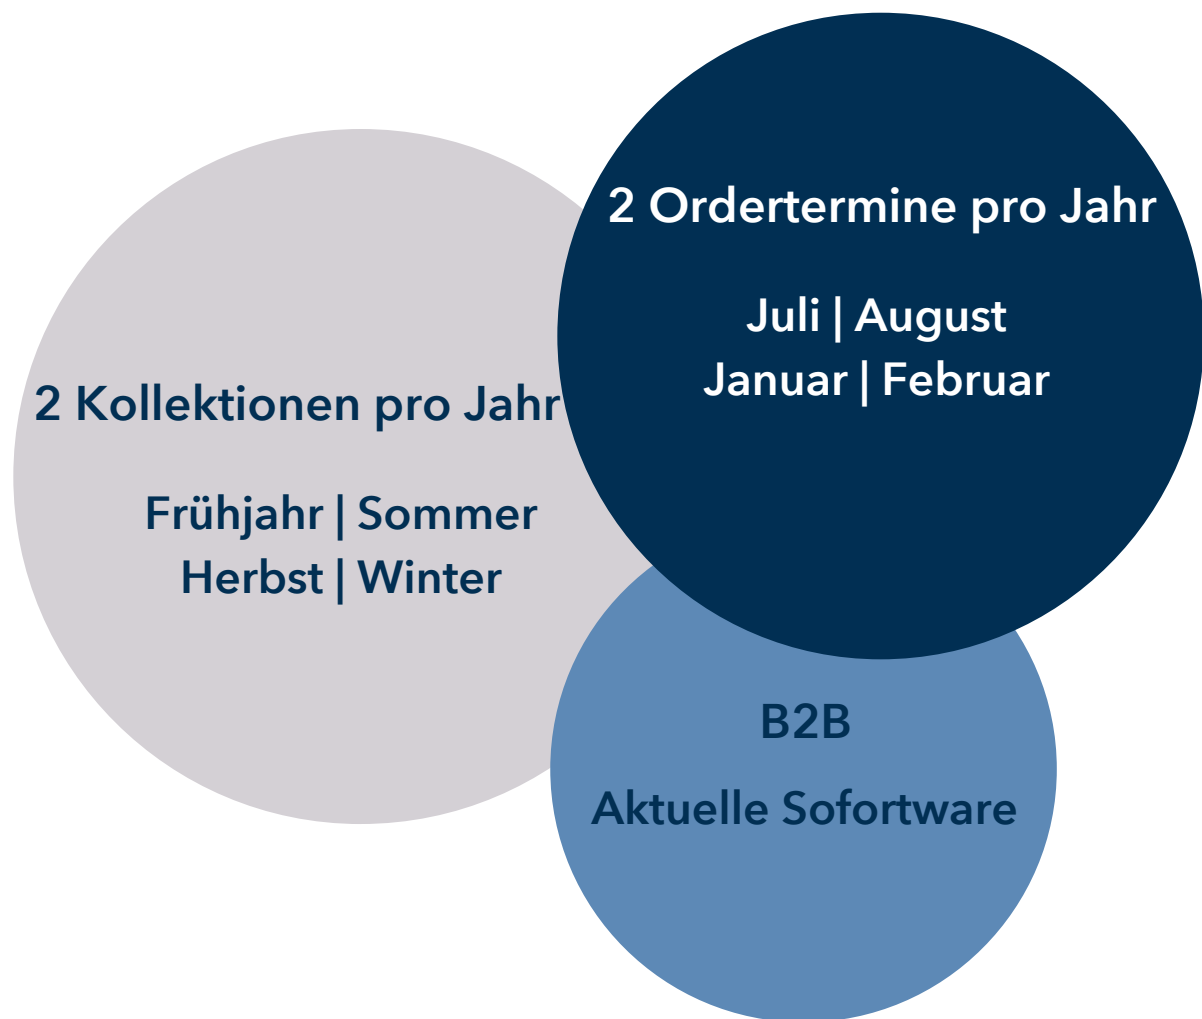 2 Kollektionen pro Jahr
Frühjahr | Sommer
Herbst | Winter
2 Ordertermine pro Jahr
Juli | August
Januar | Februar
B2B
Aktuelle Sofortware